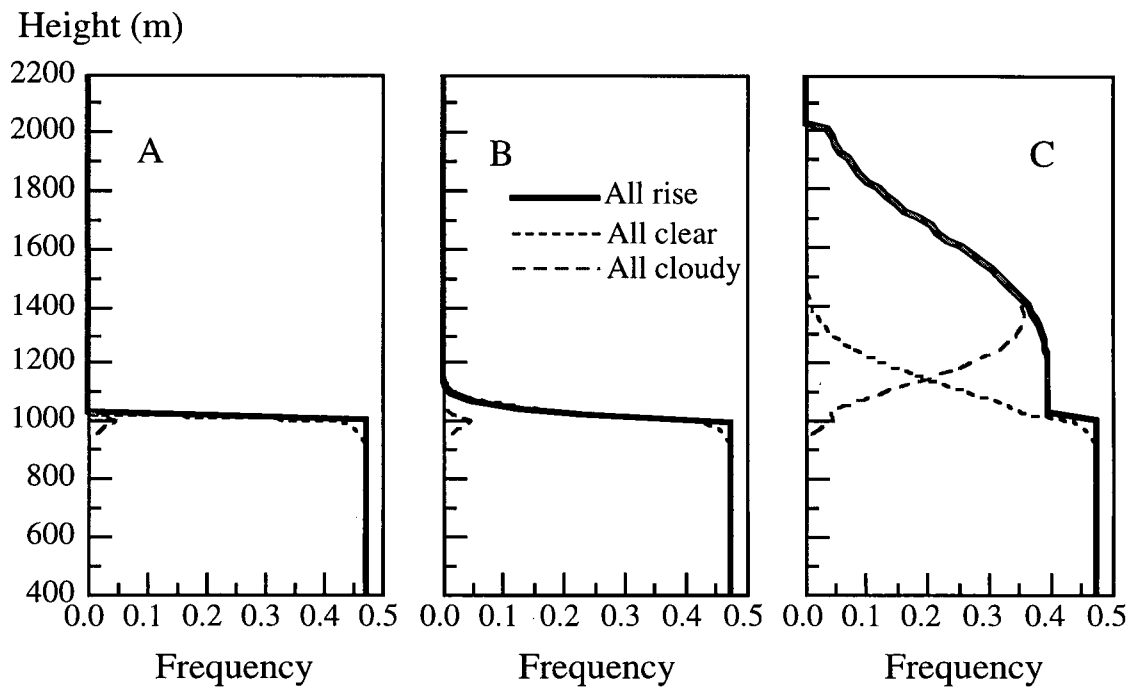 Height (m)
2200
2000
1800
1600
1400
1200
1000
800
600
400
A
B
C
All rise
All clear
All cloudy
0.0 0.1 0.2 0.3 0.4 0.5
0.0 0.1 0.2 0.3 0.4 0.5
0.0 0.1 0.2 0.3 0.4 0.5
Frequency
Frequency
Frequency